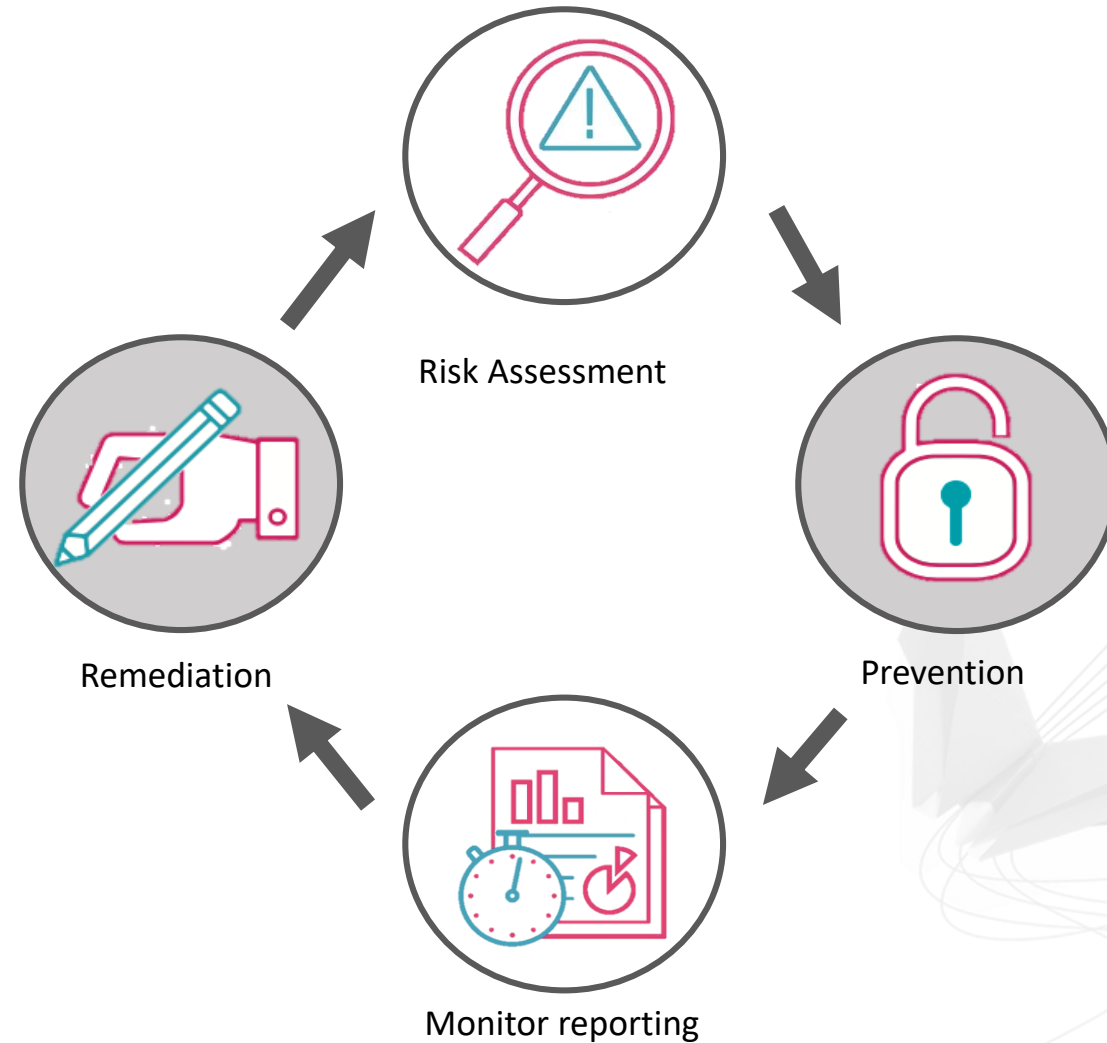 Risk Assessment
Remediation
Prevention
Monitor reporting